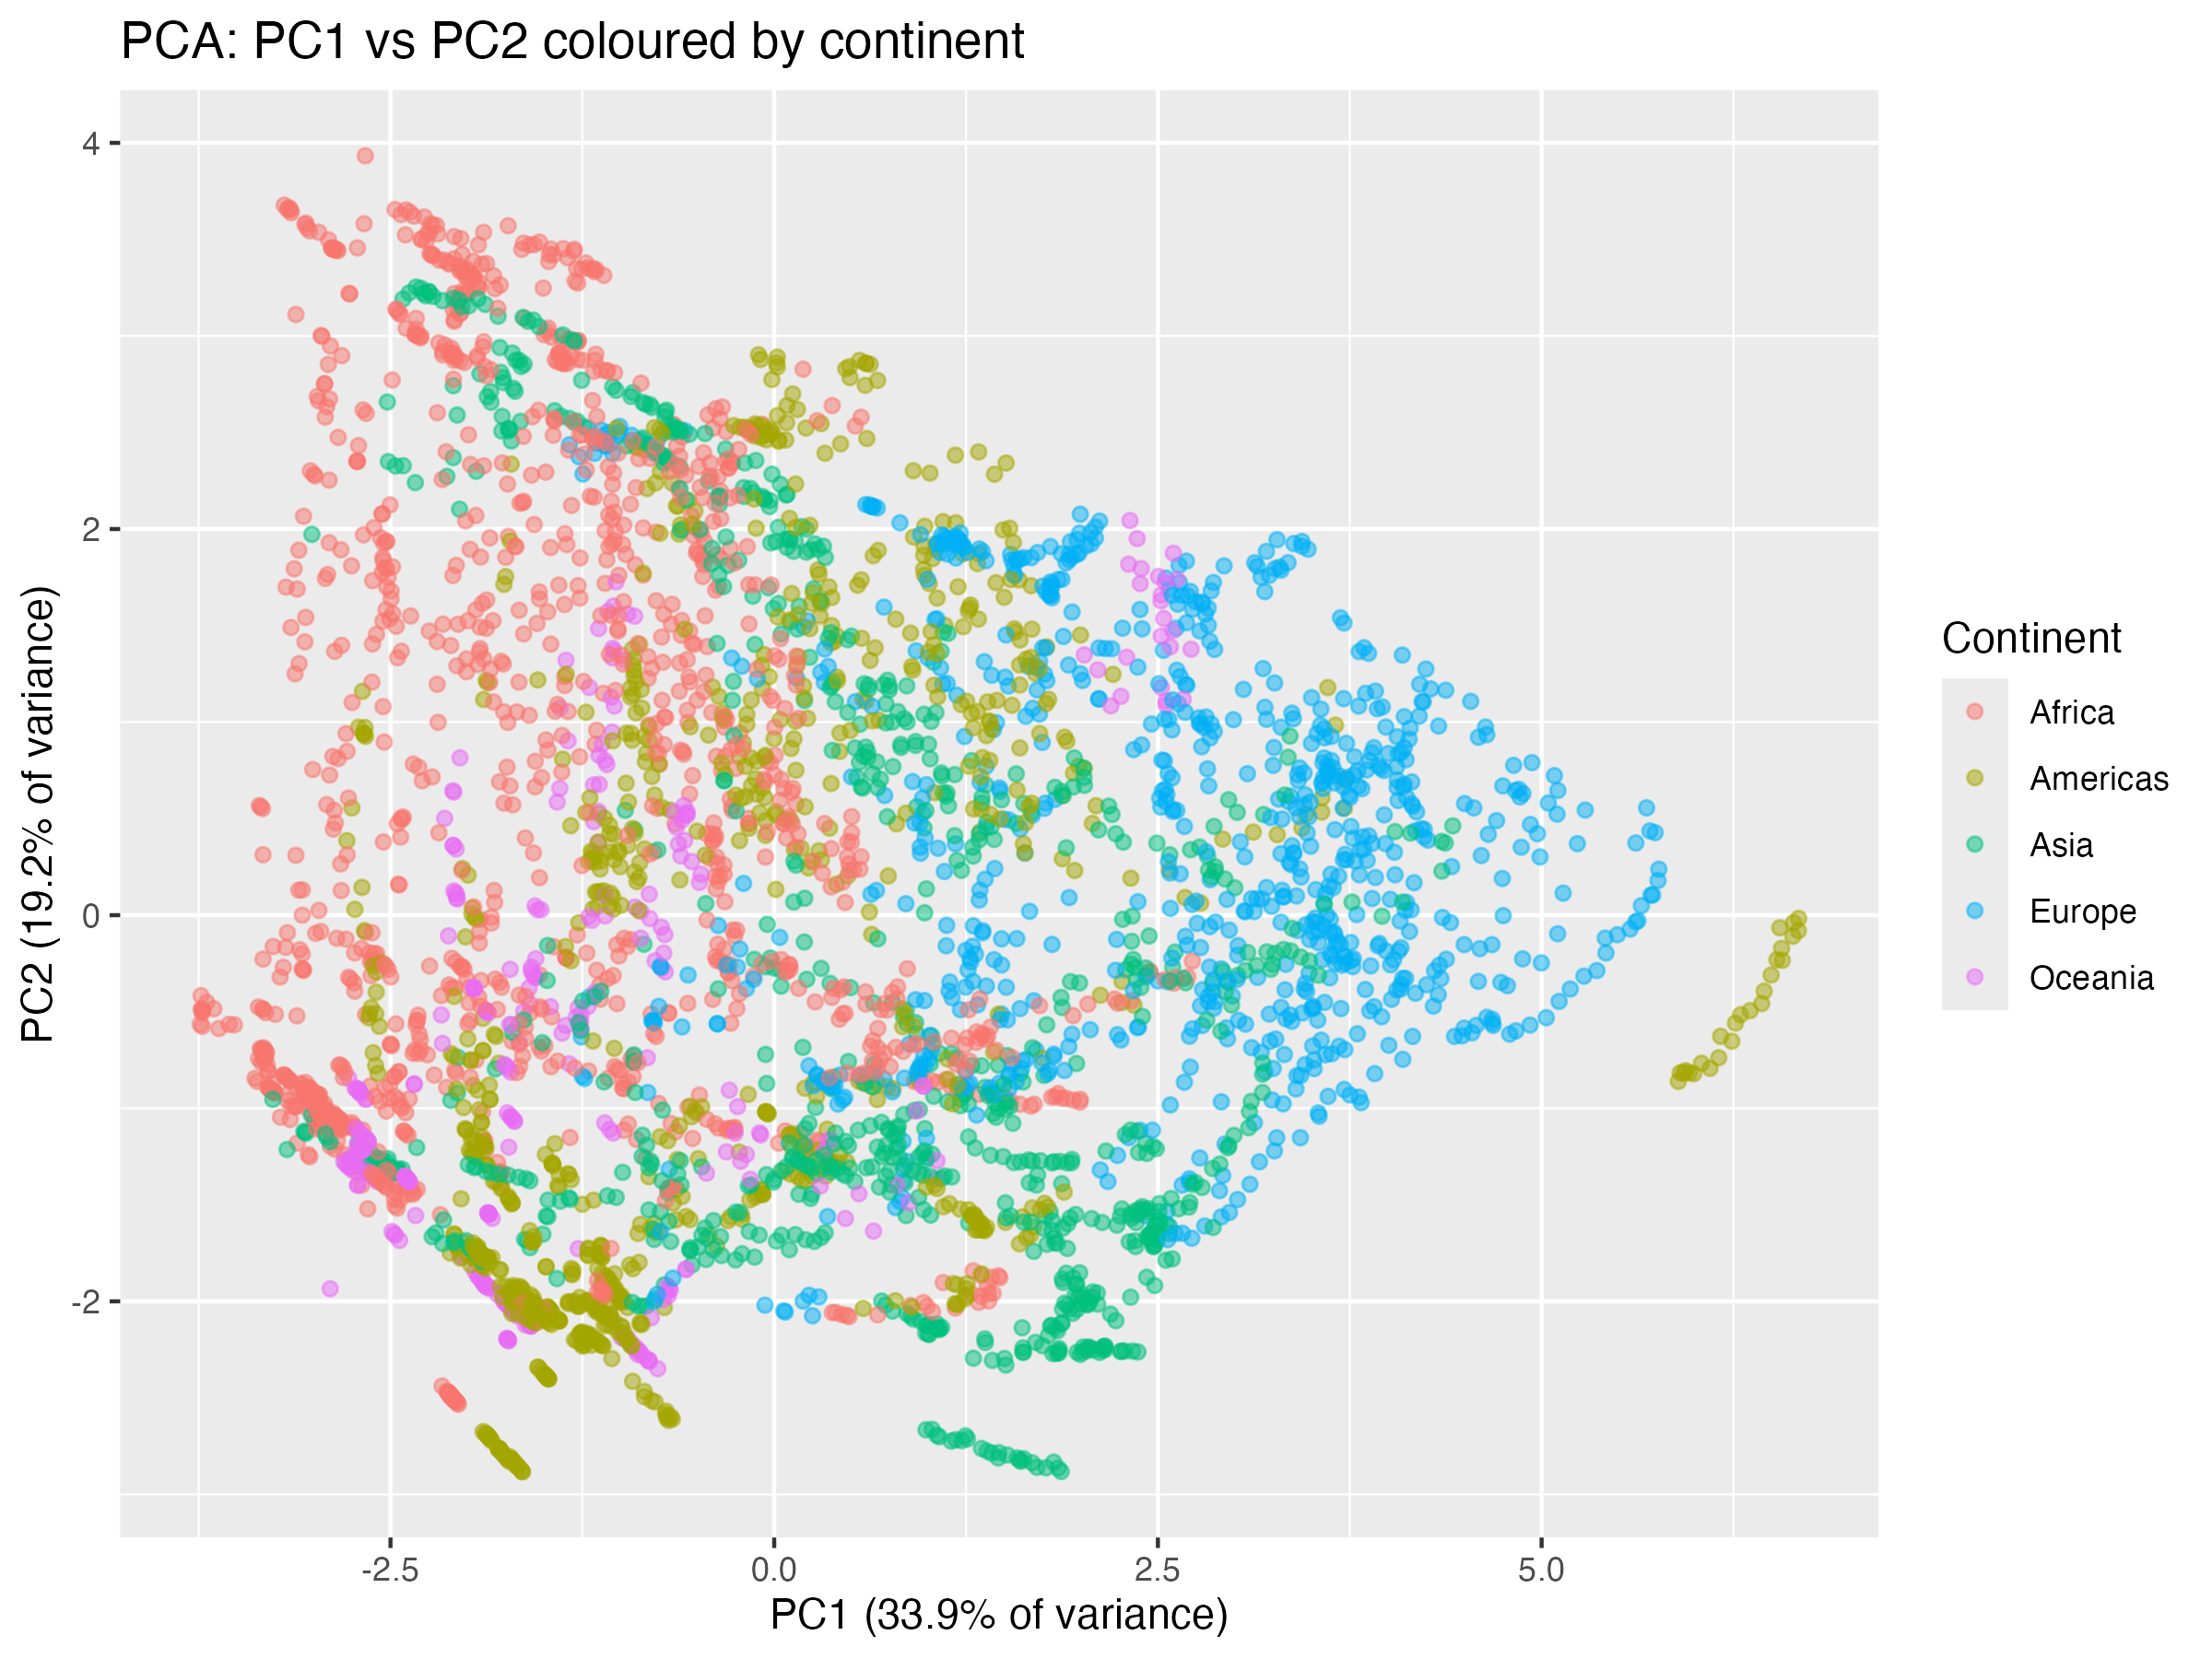 PCA: PC1 vs PC2 coloured by continent
4
2
0
-2
PC2 (19.2% of variance)
-2.5
0.0
2.5
5.0
PC1 (33.9% of variance)
Continent
Africa
Americas
Asia
Europe
Oceania